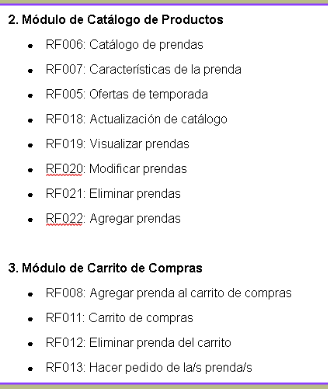 2. Módulo de Catálogo de Productos
• RF006: Catálogo de prendas
• RF007: Características de la prenda
• RF005: Ofertas de temporada
• RF018: Actualización de catálogo
• RF019: Visualizar prendas
• RF020: Modificar prendas
• RF021: Eliminar prendas
• RF022: Agregar prendas
3. Módulo de Carrito de Compras
• RF008: Agregar prenda al carrito de compras
• RF011: Carrito de compras
• RF012: Eliminar prenda del carrito
• RF013: Hacer pedido de la/s prenda/s